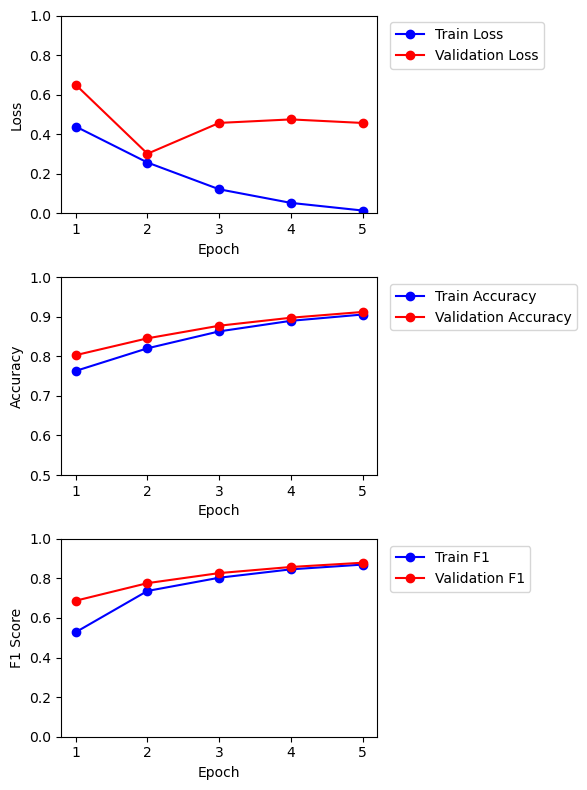 1.0
0.8
0.6
0.4
0.2
0.0
Loss
1 2 3 4 5
Epoch
Train Loss
Validation Loss
1.0
0.9
0.8
0.7
0.6
0.5
Accuracy
1 2 3 4 5
Epoch
Train Accuracy
Validation Accuracy
1.0
0.8
0.6
0.4
0.2
0.0
F1 Score
1 2 3 4 5
Epoch
Train F1
Validation F1